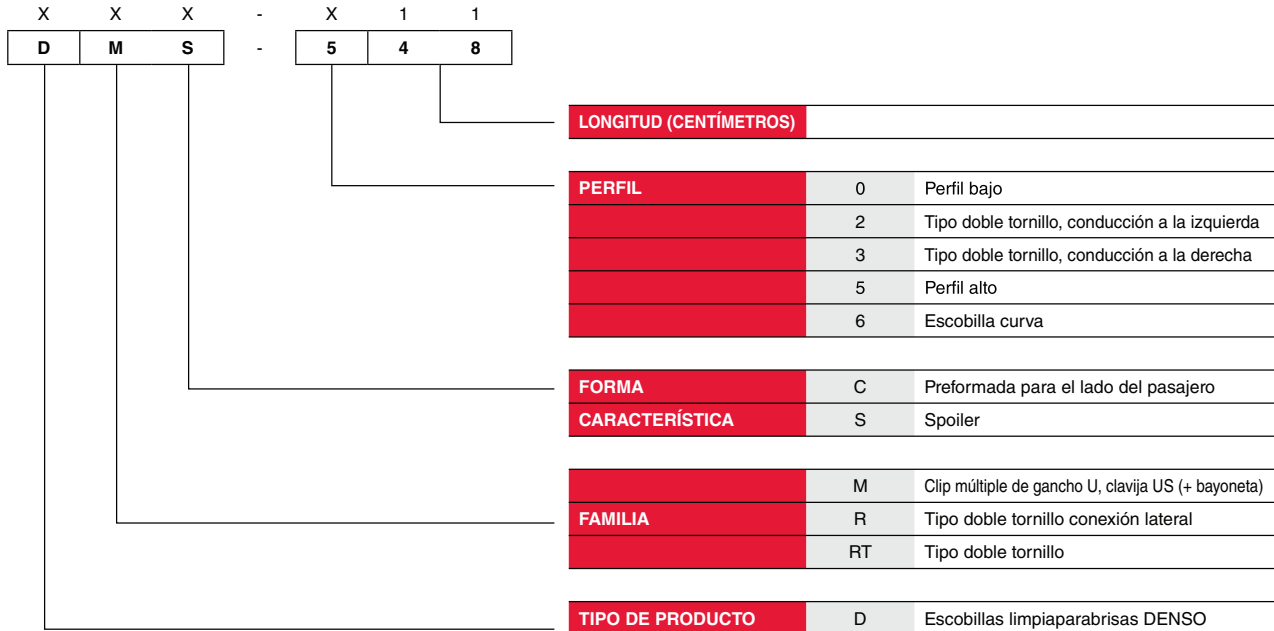 X X X - X 1 1
D M S - 5 4 8
LONGITUD (CENTÍMETROS)
PERFIL 0 Perfil bajo
2 Tipo doble tornillo, conducción a la izquierda
3 Tipo doble tornillo, conducción a la derecha
5 Perfil alto
6 Escobilla curva
FORMA C Preformada para el lado del pasajero
CARACTERÍSTICA S Spoiler
M Clip múltiple de gancho U, clavija US (+ bayoneta)
FAMILIA R Tipo doble tornillo conexión lateral
RT Tipo doble tornillo
TIPO DE PRODUCTO D Escobillas limpiaparabrisas DENSO